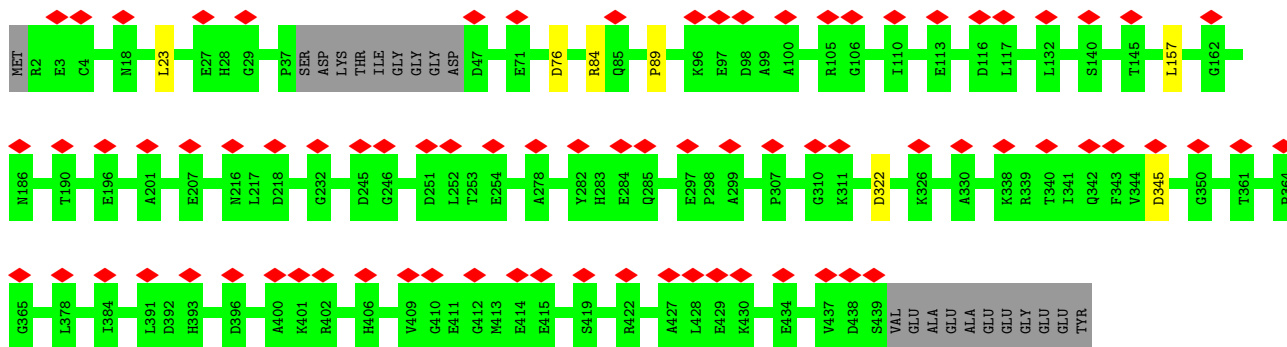 MET R2 E3 C4 N18 L23 E27 H28 G29 P37 SER ASP LYS THR ILE GLY GLY GLY ASP D47 E71 D76 R84 Q85 P89 K96 E97 D98 A99 A100 R105 G106 I110 E113 D116 L117 L132 S140 T145 L157 G162
N186 T190 E196 A201 E207 N216 L217 D218 G232 D245 G246 D251 L252 T253 E254 A278 Y282 H283 E284 Q285 E297 P298 A299 P307 G310 K311 D322 K326 A330 K338 R339 T340 I341 Q342 F343 V344 D345 G350 T361
G365 L378 I384 L391 D392 H393 D396 A400 K401 R402 H406 V409 G410 E411 G412 M413 E414 E415 S419 R422 A427 L428 E429 K430 E434 V437 D438 S439 VAL GLU ALA GLU ALA GLU GLU GLY GLU GLU TYR